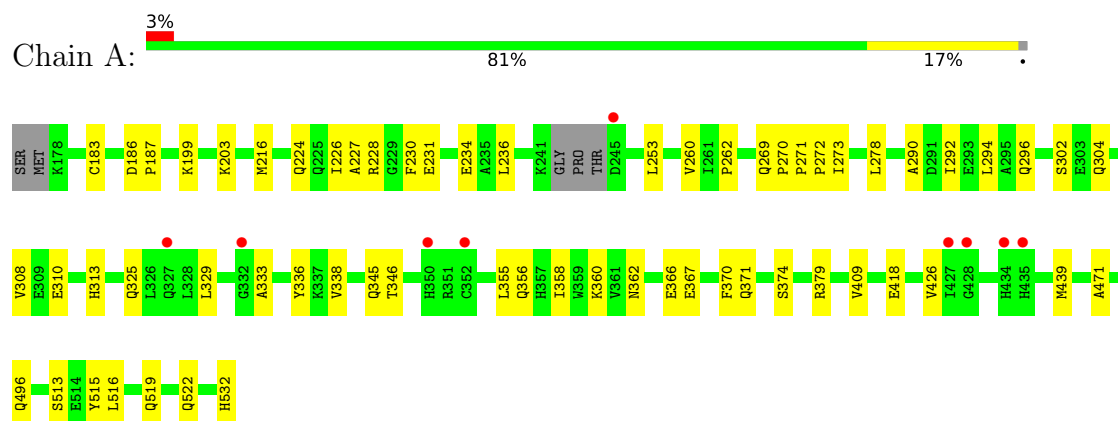 3%
Chain A:
81% 17% •
SER MET K178 C183 D186 P187 K199 K203 M216 Q224 Q225 I226 A227 R228 G229 F230 E231 E234 A235 L236 K241 GLY PRO THR D245 L253 V260 I261 P262 Q269 P270 P271 P272 I273 L278 A290 D291 I292 E293 L294 A295 Q296 S302 E303 Q304
V308 E309 E310 H313 Q325 L326 Q327 L328 L329 G332 A333 Y336 K337 V338 Q345 T346 H350 R351 C352 L355 Q356 H357 I358 W359 K360 V361 N362 E366 E367 F370 Q371 S374 R379 V409 E418 V426 I427 G428 H434 H435 M439 A471
Q496 S513 E514 Y515 L516 Q519 Q522 H532